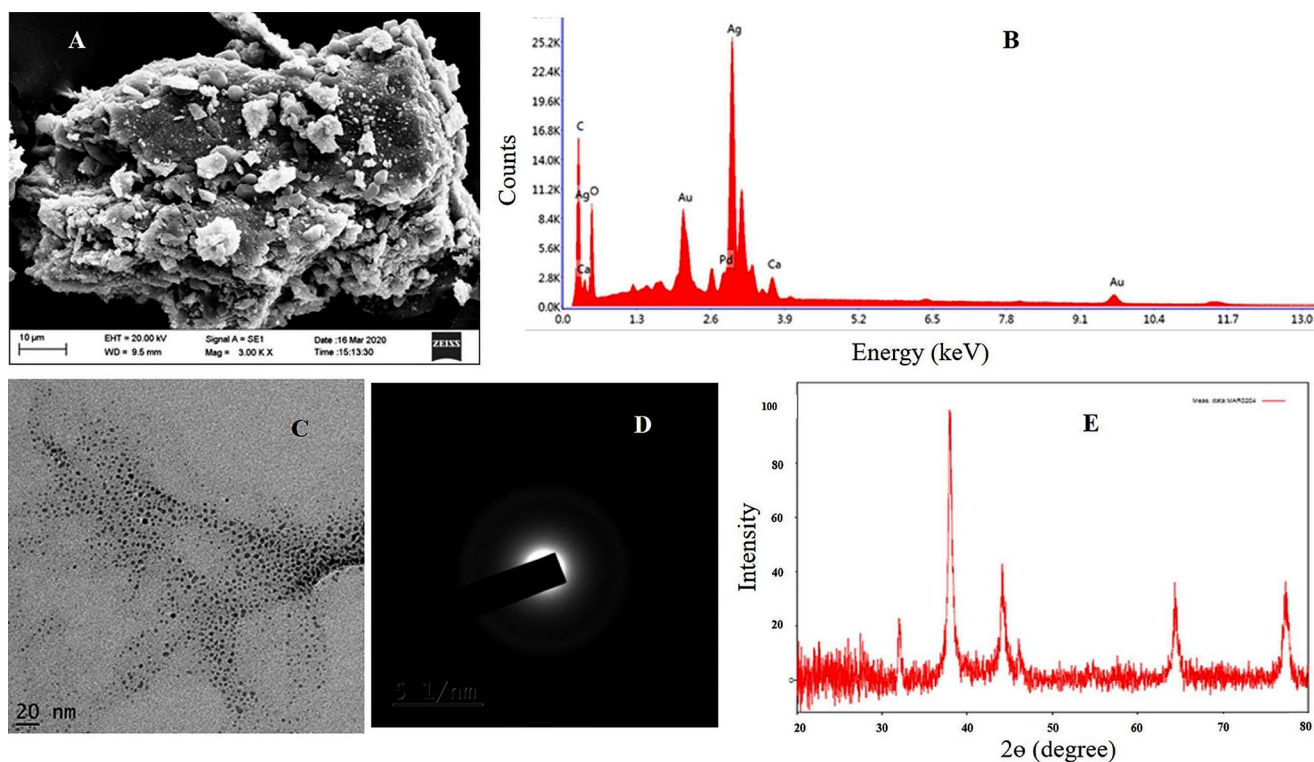 A
10 µm
EHT = 20.00 kV
WD = 9.5 mm
Signal A = SE1
Mag = 3.00 K X
Date :16 Mar 2020
Time :15:13:30
ZEISS
B
Counts
25.2K
22.4K
19.6K
16.8K
14.0K
11.2K
8.4K
5.6K
2.8K
0.0K
C
Ag
O
Ca
Au
Pd
Ag
Ca
Au
0.0
1.3
2.6
3.9
5.2
6.5
7.8
9.1
10.4
11.7
13.0
Energy (keV)
C
20 nm
D
5 1/nm
E
Meas. data:MAR0204
Intensity
100
80
60
40
20
0
20
30
40
50
60
70
80
2ɵ (degree)